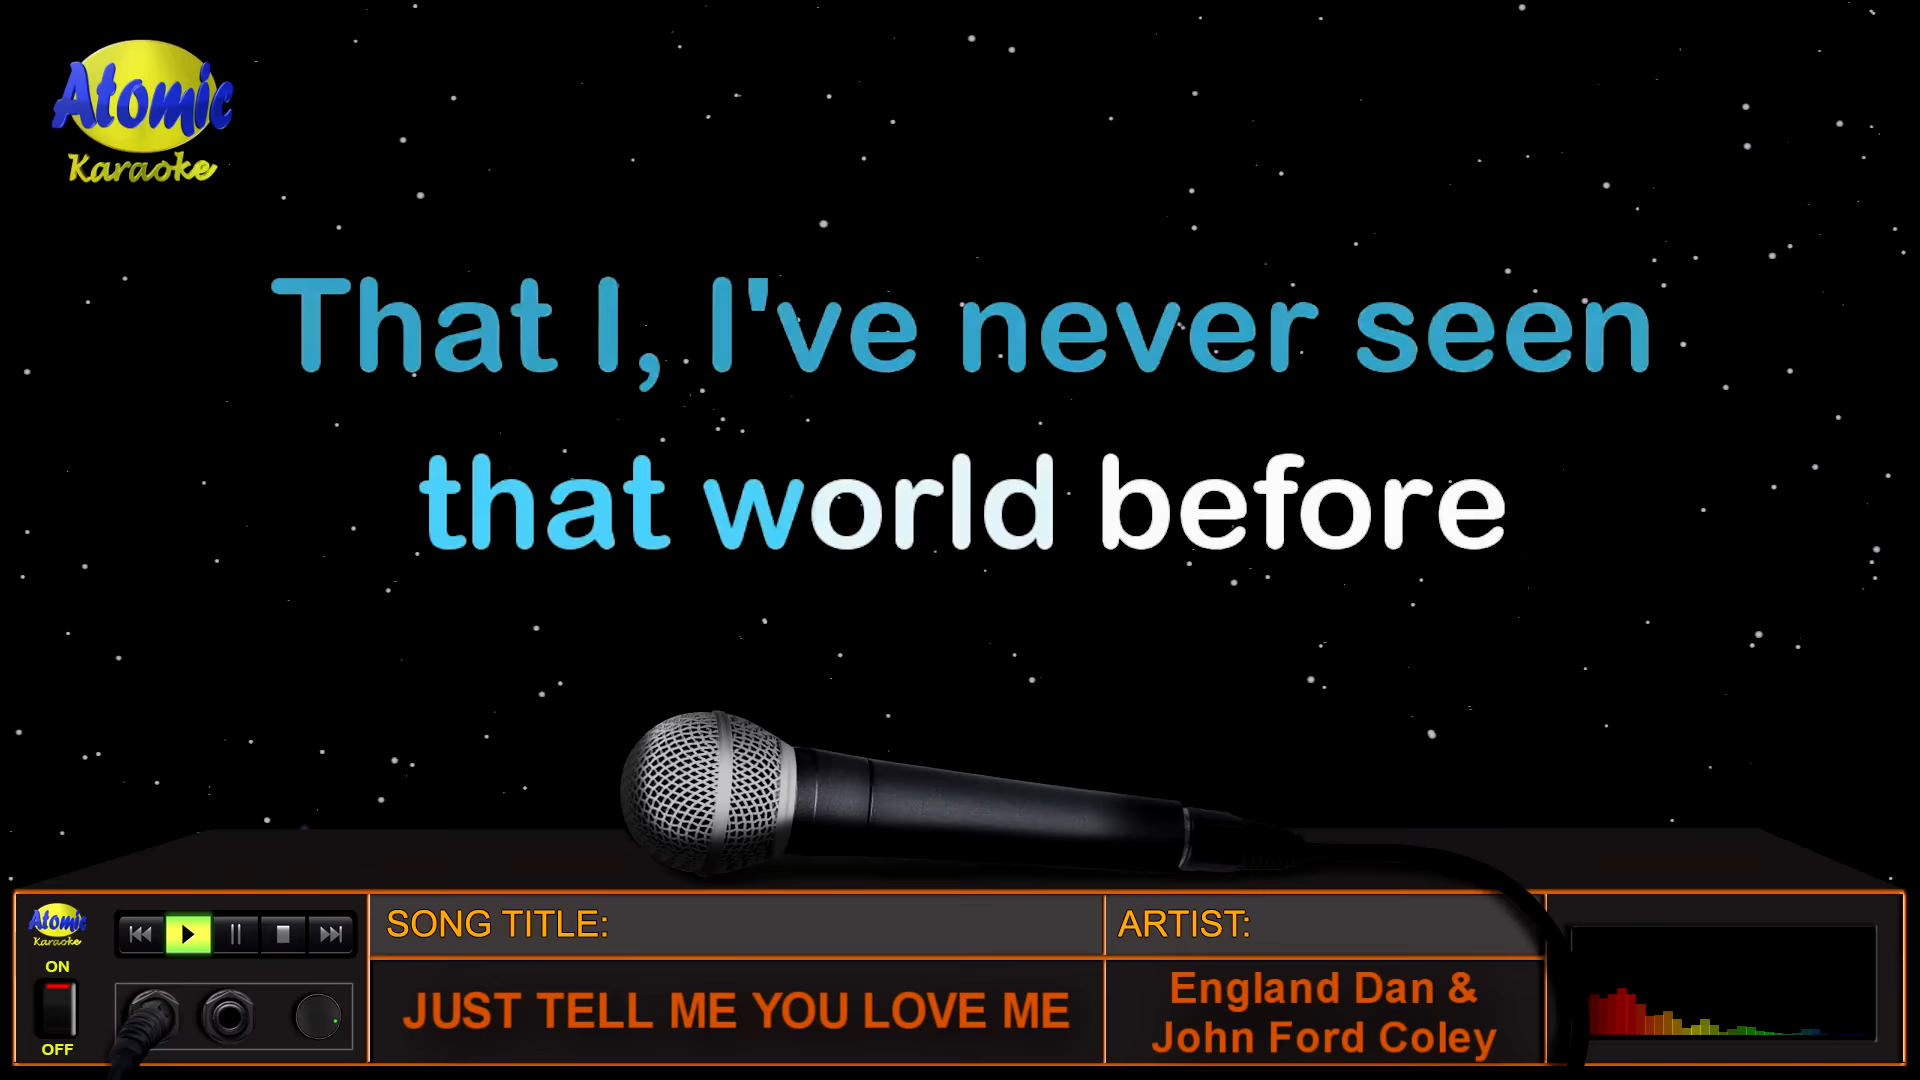 Atomic
Karaoke
That I, I've never seen
that world before
Atomic
Karaoke
ON
OFF
SONG TITLE:
JUST TELL ME YOU LOVE ME
ARTIST:
England Dan &
John Ford Coley